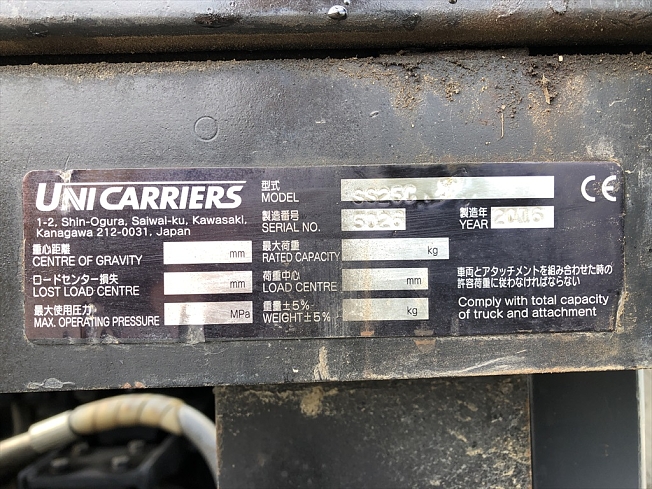 UNICARRIERS
1-2, Shin-Ogura, Saiwai-ku, Kawasaki,
Kanagawa 212-0031, Japan
型式
MODEL
製造番号
SERIAL NO.
製造年
YEAR
CE
重心距離
CENTRE OF GRAVITY mm
最大荷重
RATED CAPACITY kg
ロードセンター損失
LOST LOAD CENTRE mm
荷重中心
LOAD CENTRE mm
車両とアタッチメントを組み合わせた時の
許容荷重に従わなければならない
最大使用圧力
MAX. OPERATING PRESSURE MPa
重量±5%
WEIGHT±5% kg
Comply with total capacity
of truck and attachment